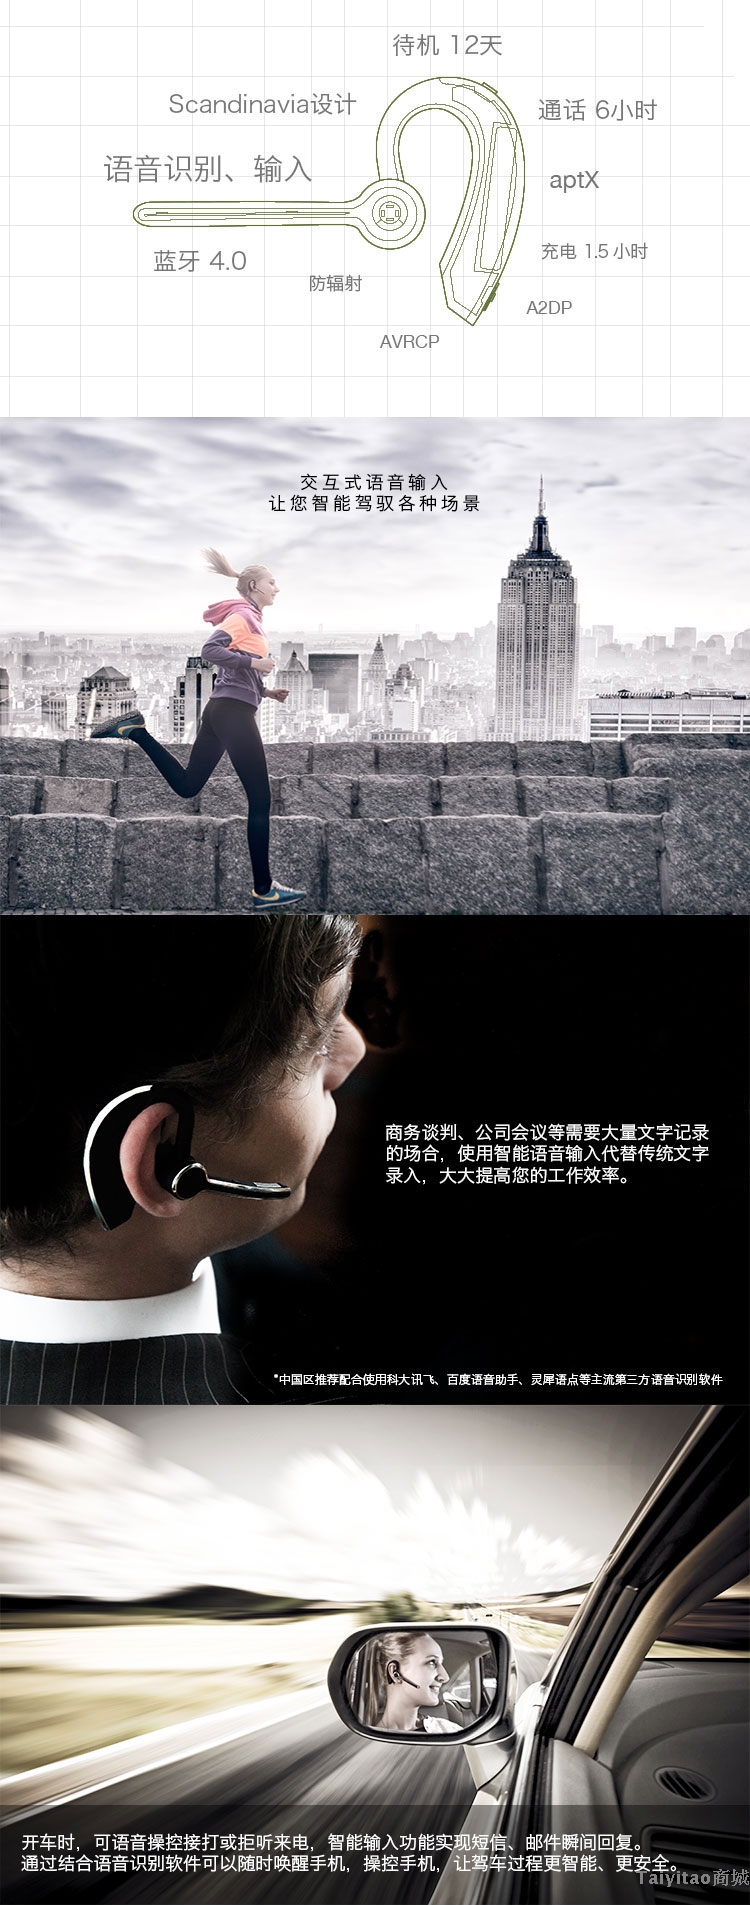 待机 12天
Scandinavia设计
通话 6小时
语音识别、输入
aptX
蓝牙 4.0
充电 1.5 小时
防辐射
A2DP
AVRCP
交互式语音输入
让您智能驾驭各种场景
商务谈判、公司会议等需要大量文字记录
的场合，使用智能语音输入代替传统文字
录入，大大提高您的工作效率。
*中国区推荐配合使用科大讯飞、百度语音助手、灵犀语点等主流第三方语音识别软件
开车时，可语音操控接打或拒听来电，智能输入功能实现短信、邮件瞬间回复。
通过结合语音识别软件可以随时唤醒手机，操控手机，让驾车过程更智能、更安全。
Taiyitao商城